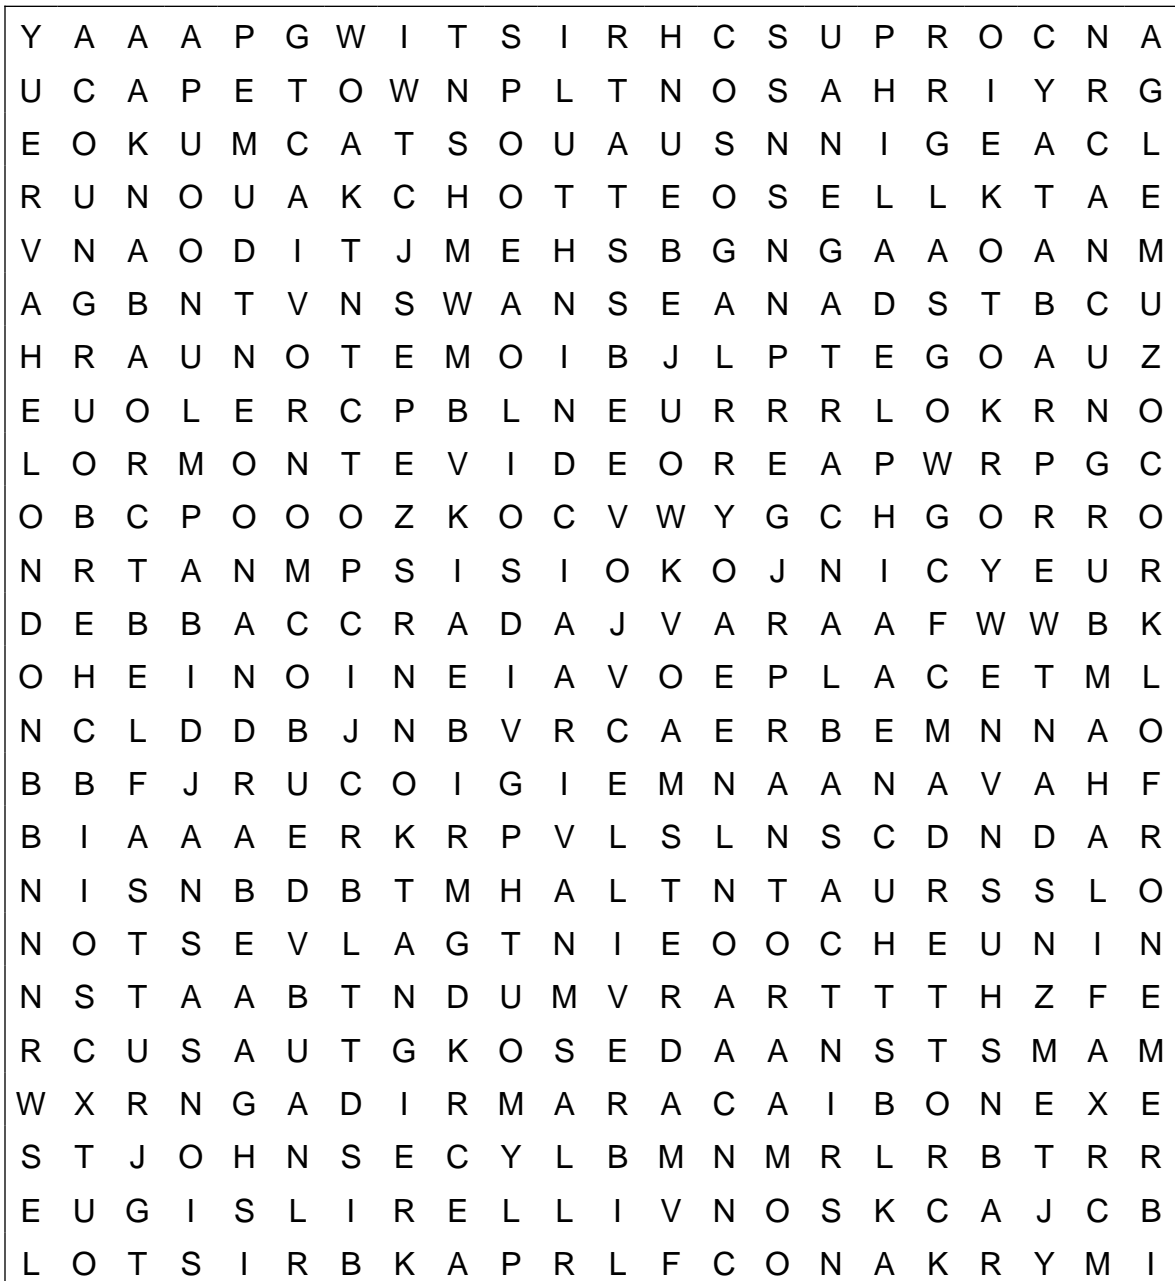 Y A A A P G W I T S I R H C S U P R O C N A
U C A P E T O W N P L T N O S A H R I Y R G
E O K U M C A T S O U A U S N N I G E A C L
R U N O U A K C H O T T E O S E L L K T A E
V N A O D I T J M E H S B G N G A A O A N M
A G B N T V N S W A N S E A N A D S T B C U
H R A U N O T E M O I B J L P T E G O A U Z
E U O L E R C P B L N E U R R R L O K R N O
L O R M O N T E V I D E O R E A P W R P G C
O B C P O O O Z K O C V W Y G C H G O R R O
N R T A N M P S I S I O K O J N I C Y E U R
D E B B A C C R A D A J V A R A A F W W B K
O H E I N O I N E I A V O E P L A C E T M L
N C L D D B J N B V R C A E R B E M N N A O
B B F J R U C O I G I E M N A A N A V A H F
B I A A A E R K R P V L S L N S C D N D A R
N I S N B D B T M H A L T N T A U R S S L O
N O T S E V L A G T N I E O O C H E U N I N
N S T A A B T N D U M V R A R T T T H Z F E
R C U S A U T G K O S E D A A N S T S M A M
W X R N G A D I R M A R A C A I B O N E X E
S T J O H N S E C Y L B M N M R L R B T R R
E U G I S L I R E L L I V N O S K C A J C B
L O T S I R B K A P R L F C O N A K R Y M I